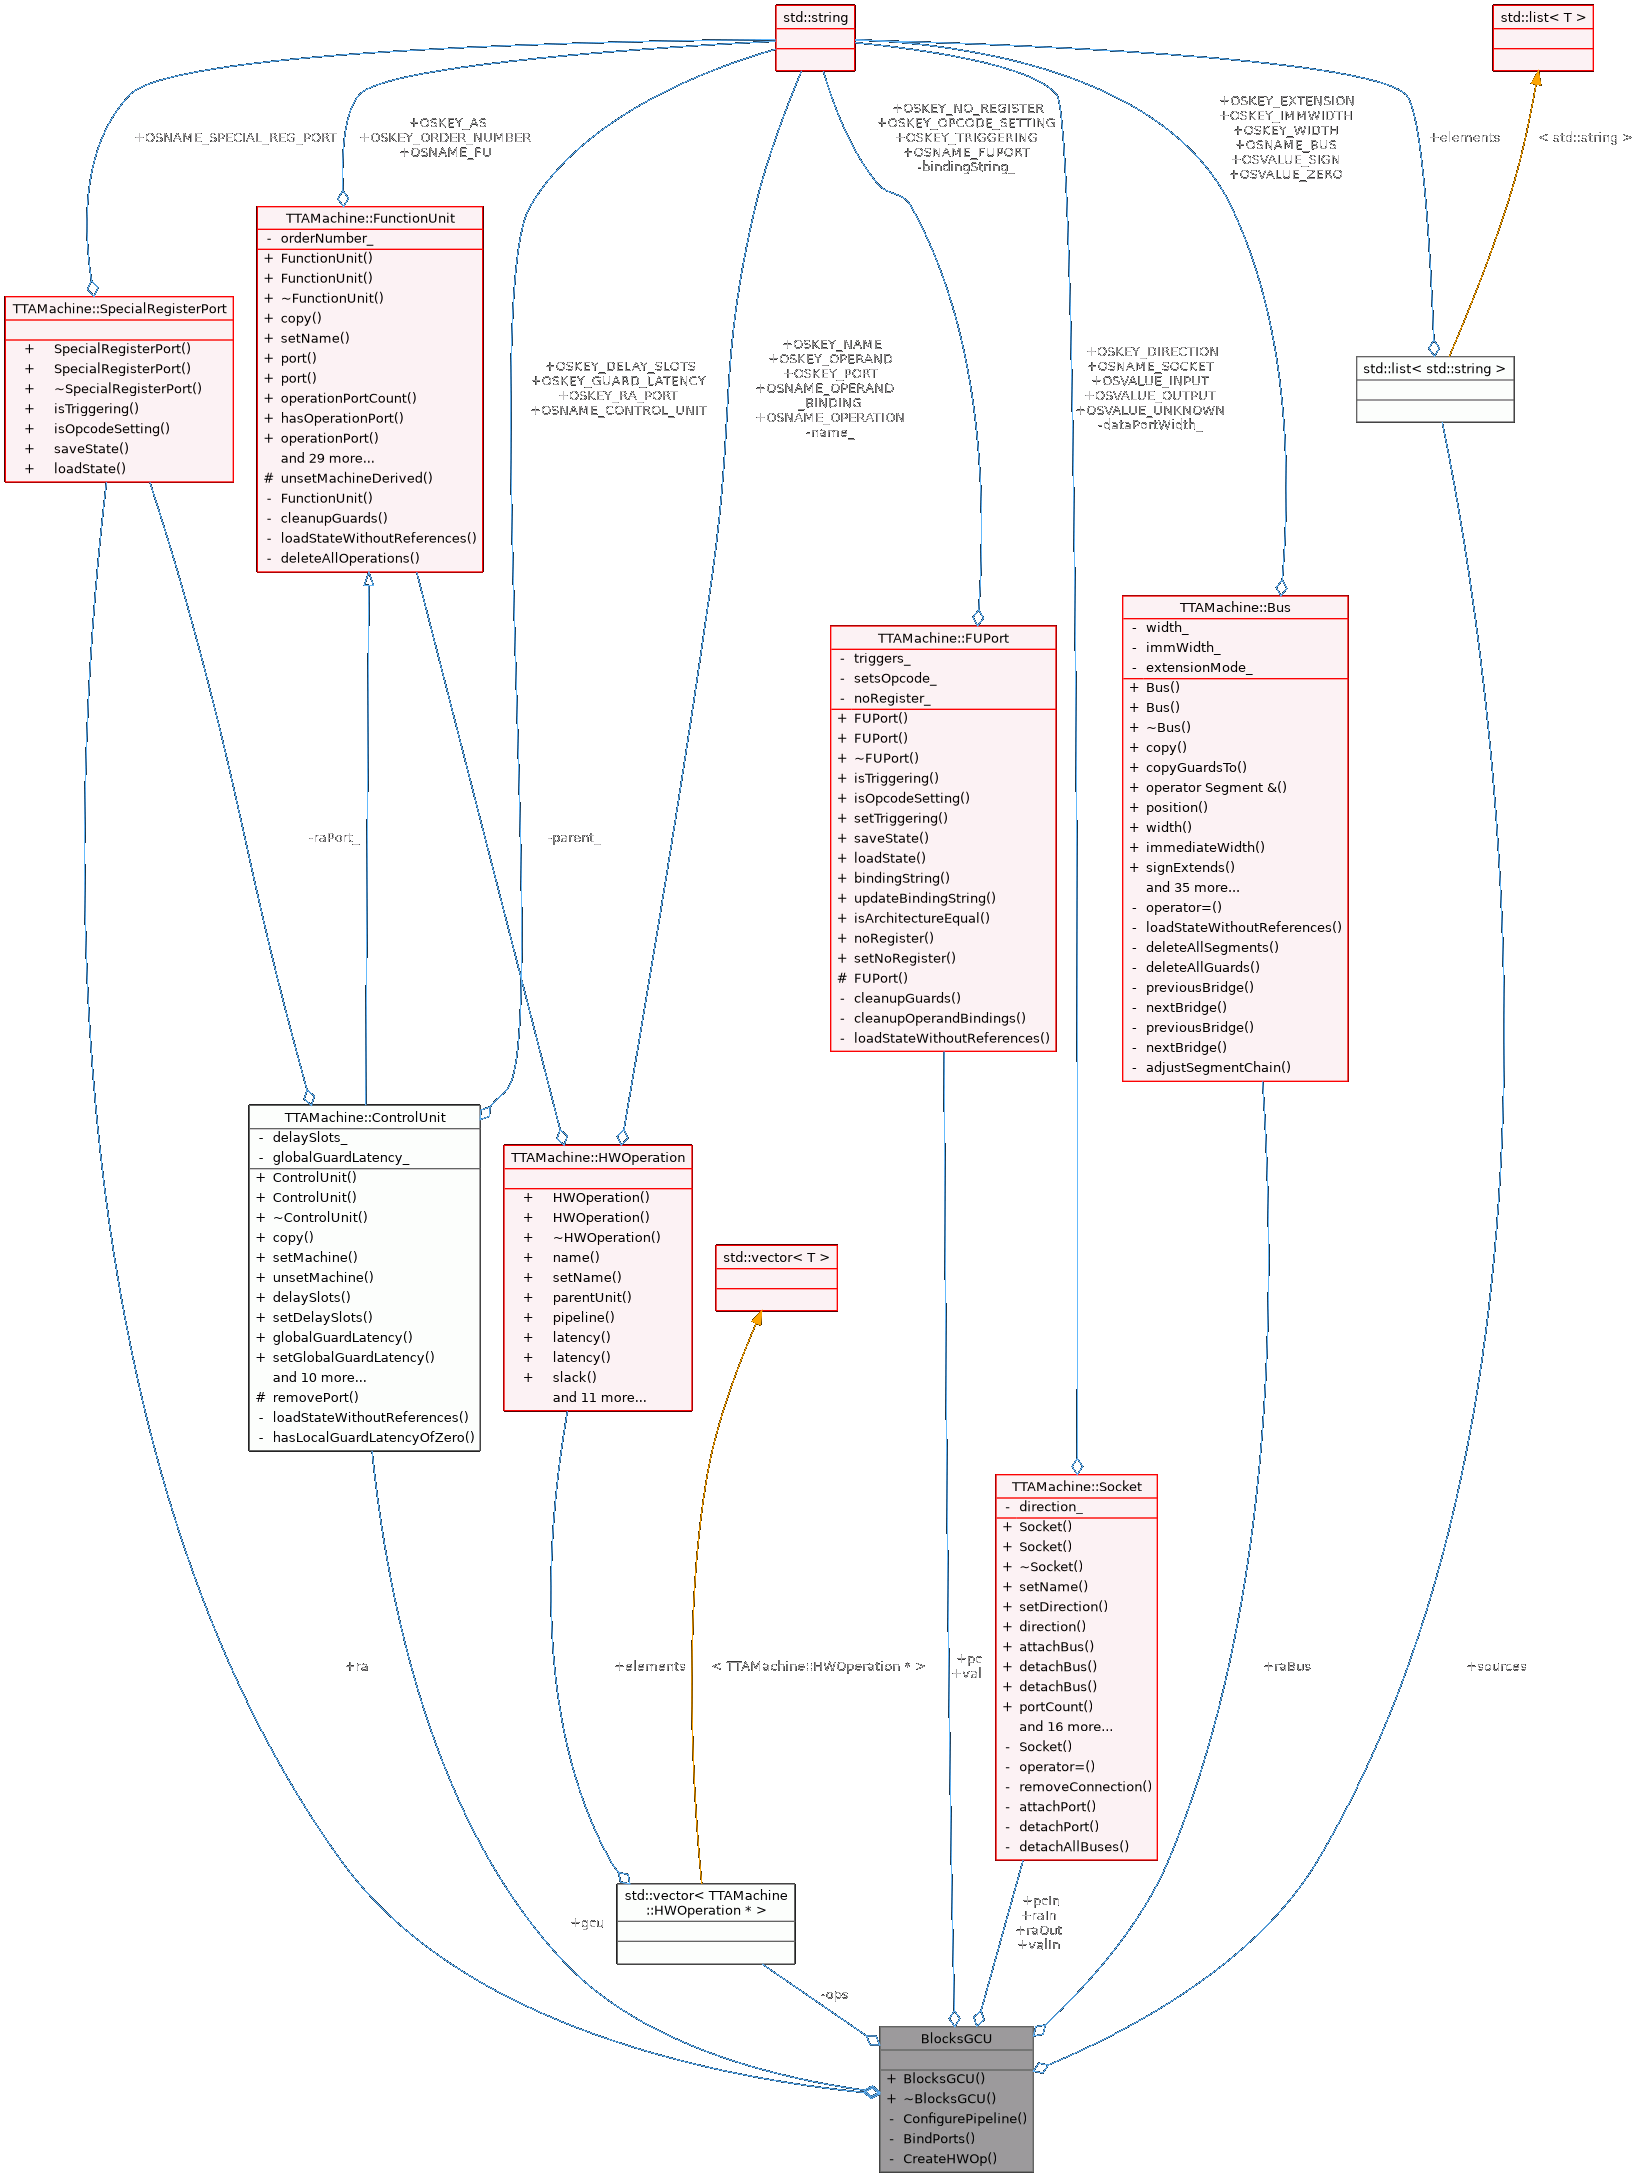 std::string
std::list< T >
+OSNAME_SPECIAL_REG_PORT
+OSKEY_AS
+OSKEY_ORDER_NUMBER
+OSNAME_FU
+OSKEY_NO_REGISTER
+OSKEY_OPCODE_SETTING
+OSKEY_TRIGGERING
+OSNAME_FUPORT
-bindingString_
+OSKEY_EXTENSION
+OSKEY_IMMWIDTH
+OSKEY_WIDTH
+OSNAME_BUS
+OSVALUE_SIGN
+OSVALUE_ZERO
+elements
< std::string >
TTAMachine::FunctionUnit
- orderNumber_
+ FunctionUnit()
+ FunctionUnit()
+ ~FunctionUnit()
+ copy()
+ setName()
+ port()
+ port()
+ operationPortCount()
+ hasOperationPort()
+ operationPort()
and 29 more...
# unsetMachineDerived()
- FunctionUnit()
- cleanupGuards()
- loadStateWithoutReferences()
- deleteAllOperations()
TTAMachine::SpecialRegisterPort
+ SpecialRegisterPort()
+ SpecialRegisterPort()
+ ~SpecialRegisterPort()
+ isTriggering()
+ isOpcodeSetting()
+ saveState()
+ loadState()
+OSKEY_DELAY_SLOTS
+OSKEY_GUARD_LATENCY
+OSKEY_RA_PORT
+OSNAME_CONTROL_UNIT
+OSKEY_NAME
+OSKEY_OPERAND
+OSKEY_PORT
+OSNAME_OPERAND
_BINDING
+OSNAME_OPERATION
-name_
+OSKEY_DIRECTION
+OSNAME_SOCKET
+OSVALUE_INPUT
+OSVALUE_OUTPUT
+OSVALUE_UNKNOWN
-dataPortWidth_
std::list< std::string >
TTAMachine::FUPort
- triggers_
- setsOpcode_
- noRegister_
+ FUPort()
+ FUPort()
+ ~FUPort()
+ isTriggering()
+ isOpcodeSetting()
+ setTriggering()
+ saveState()
+ loadState()
+ bindingString()
+ updateBindingString()
+ isArchitectureEqual()
+ noRegister()
+ setNoRegister()
# FUPort()
- cleanupGuards()
- cleanupOperandBindings()
- loadStateWithoutReferences()
TTAMachine::Bus
- width_
- immWidth_
- extensionMode_
+ Bus()
+ Bus()
+ ~Bus()
+ copy()
+ copyGuardsTo()
+ operator Segment &()
+ position()
+ width()
+ immediateWidth()
+ signExtends()
and 35 more...
- operator=()
- loadStateWithoutReferences()
- deleteAllSegments()
- deleteAllGuards()
- previousBridge()
- nextBridge()
- previousBridge()
- nextBridge()
- adjustSegmentChain()
-raPort_
-parent_
TTAMachine::ControlUnit
- delaySlots_
- globalGuardLatency_
+ ControlUnit()
+ ControlUnit()
+ ~ControlUnit()
+ copy()
+ setMachine()
+ unsetMachine()
+ delaySlots()
+ setDelaySlots()
+ globalGuardLatency()
+ setGlobalGuardLatency()
and 10 more...
# removePort()
- loadStateWithoutReferences()
- hasLocalGuardLatencyOfZero()
TTAMachine::HWOperation
+ HWOperation()
+ HWOperation()
+ ~HWOperation()
+ name()
+ setName()
+ parentUnit()
+ pipeline()
+ latency()
+ latency()
+ slack()
and 11 more...
std::vector< T >
TTAMachine::Socket
- direction_
+ Socket()
+ Socket()
+ ~Socket()
+ setName()
+ setDirection()
+ direction()
+ attachBus()
+ detachBus()
+ detachBus()
+ portCount()
and 16 more...
- Socket()
- operator=()
- removeConnection()
- attachPort()
- detachPort()
- detachAllBuses()
+ra
+elements
< TTAMachine::HWOperation * >
+pc
+val
+raBus
+sources
+gcu
std::vector< TTAMachine
::HWOperation * >
+pcIn
+raIn
+raOut
+valIn
-ops
BlocksGCU
+ BlocksGCU()
+ ~BlocksGCU()
- ConfigurePipeline()
- BindPorts()
- CreateHWOp()